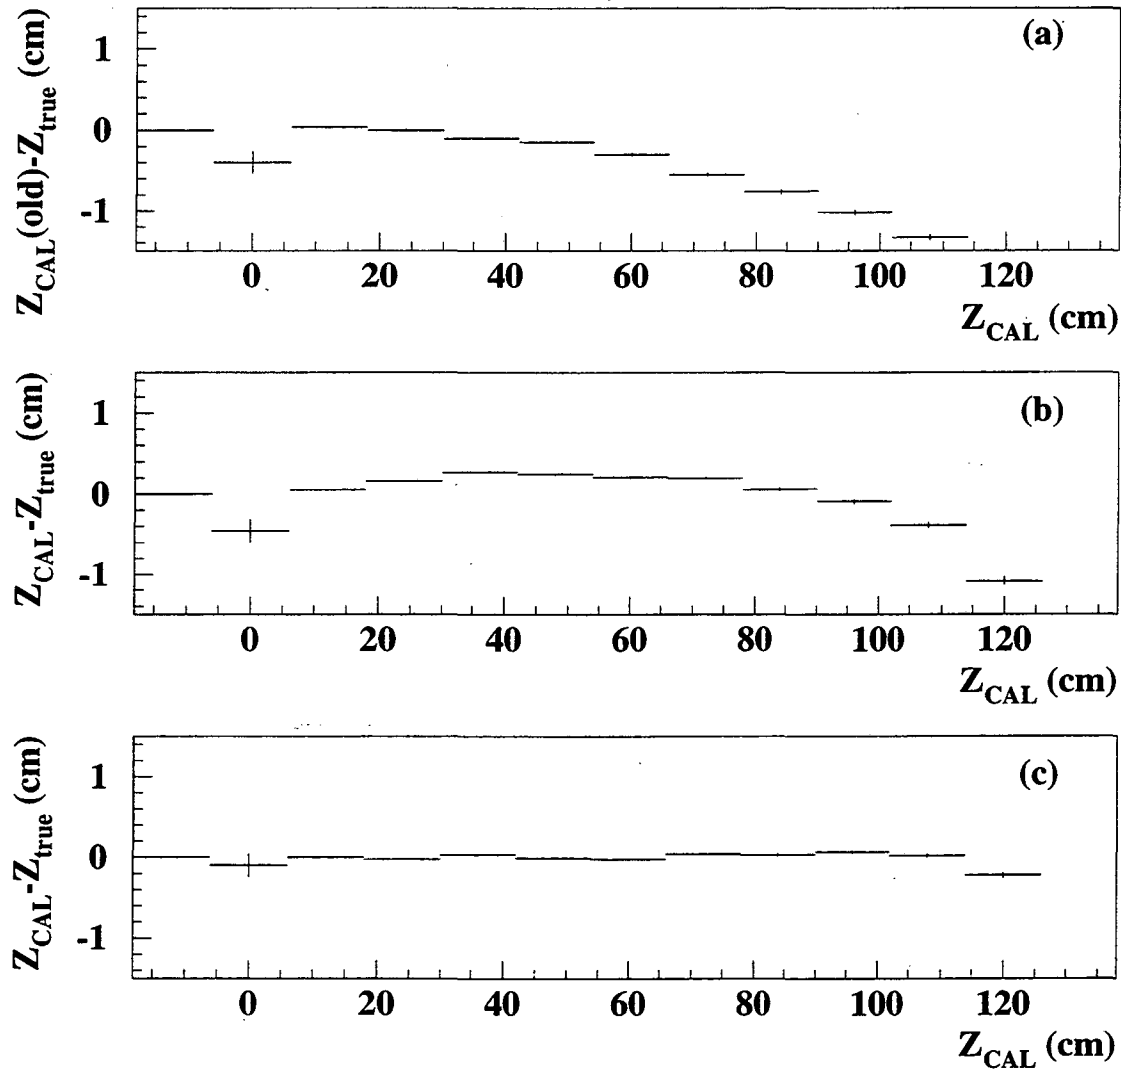 (a)
Z_CAL(old)-Z_true (cm)
1
0
-1
0 20 40 60 80 100 120
Z_CAL (cm)
(b)
Z_CAL-Z_true (cm)
1
0
-1
0 20 40 60 80 100 120
Z_CAL (cm)
(c)
Z_CAL-Z_true (cm)
1
0
-1
0 20 40 60 80 100 120
Z_CAL (cm)